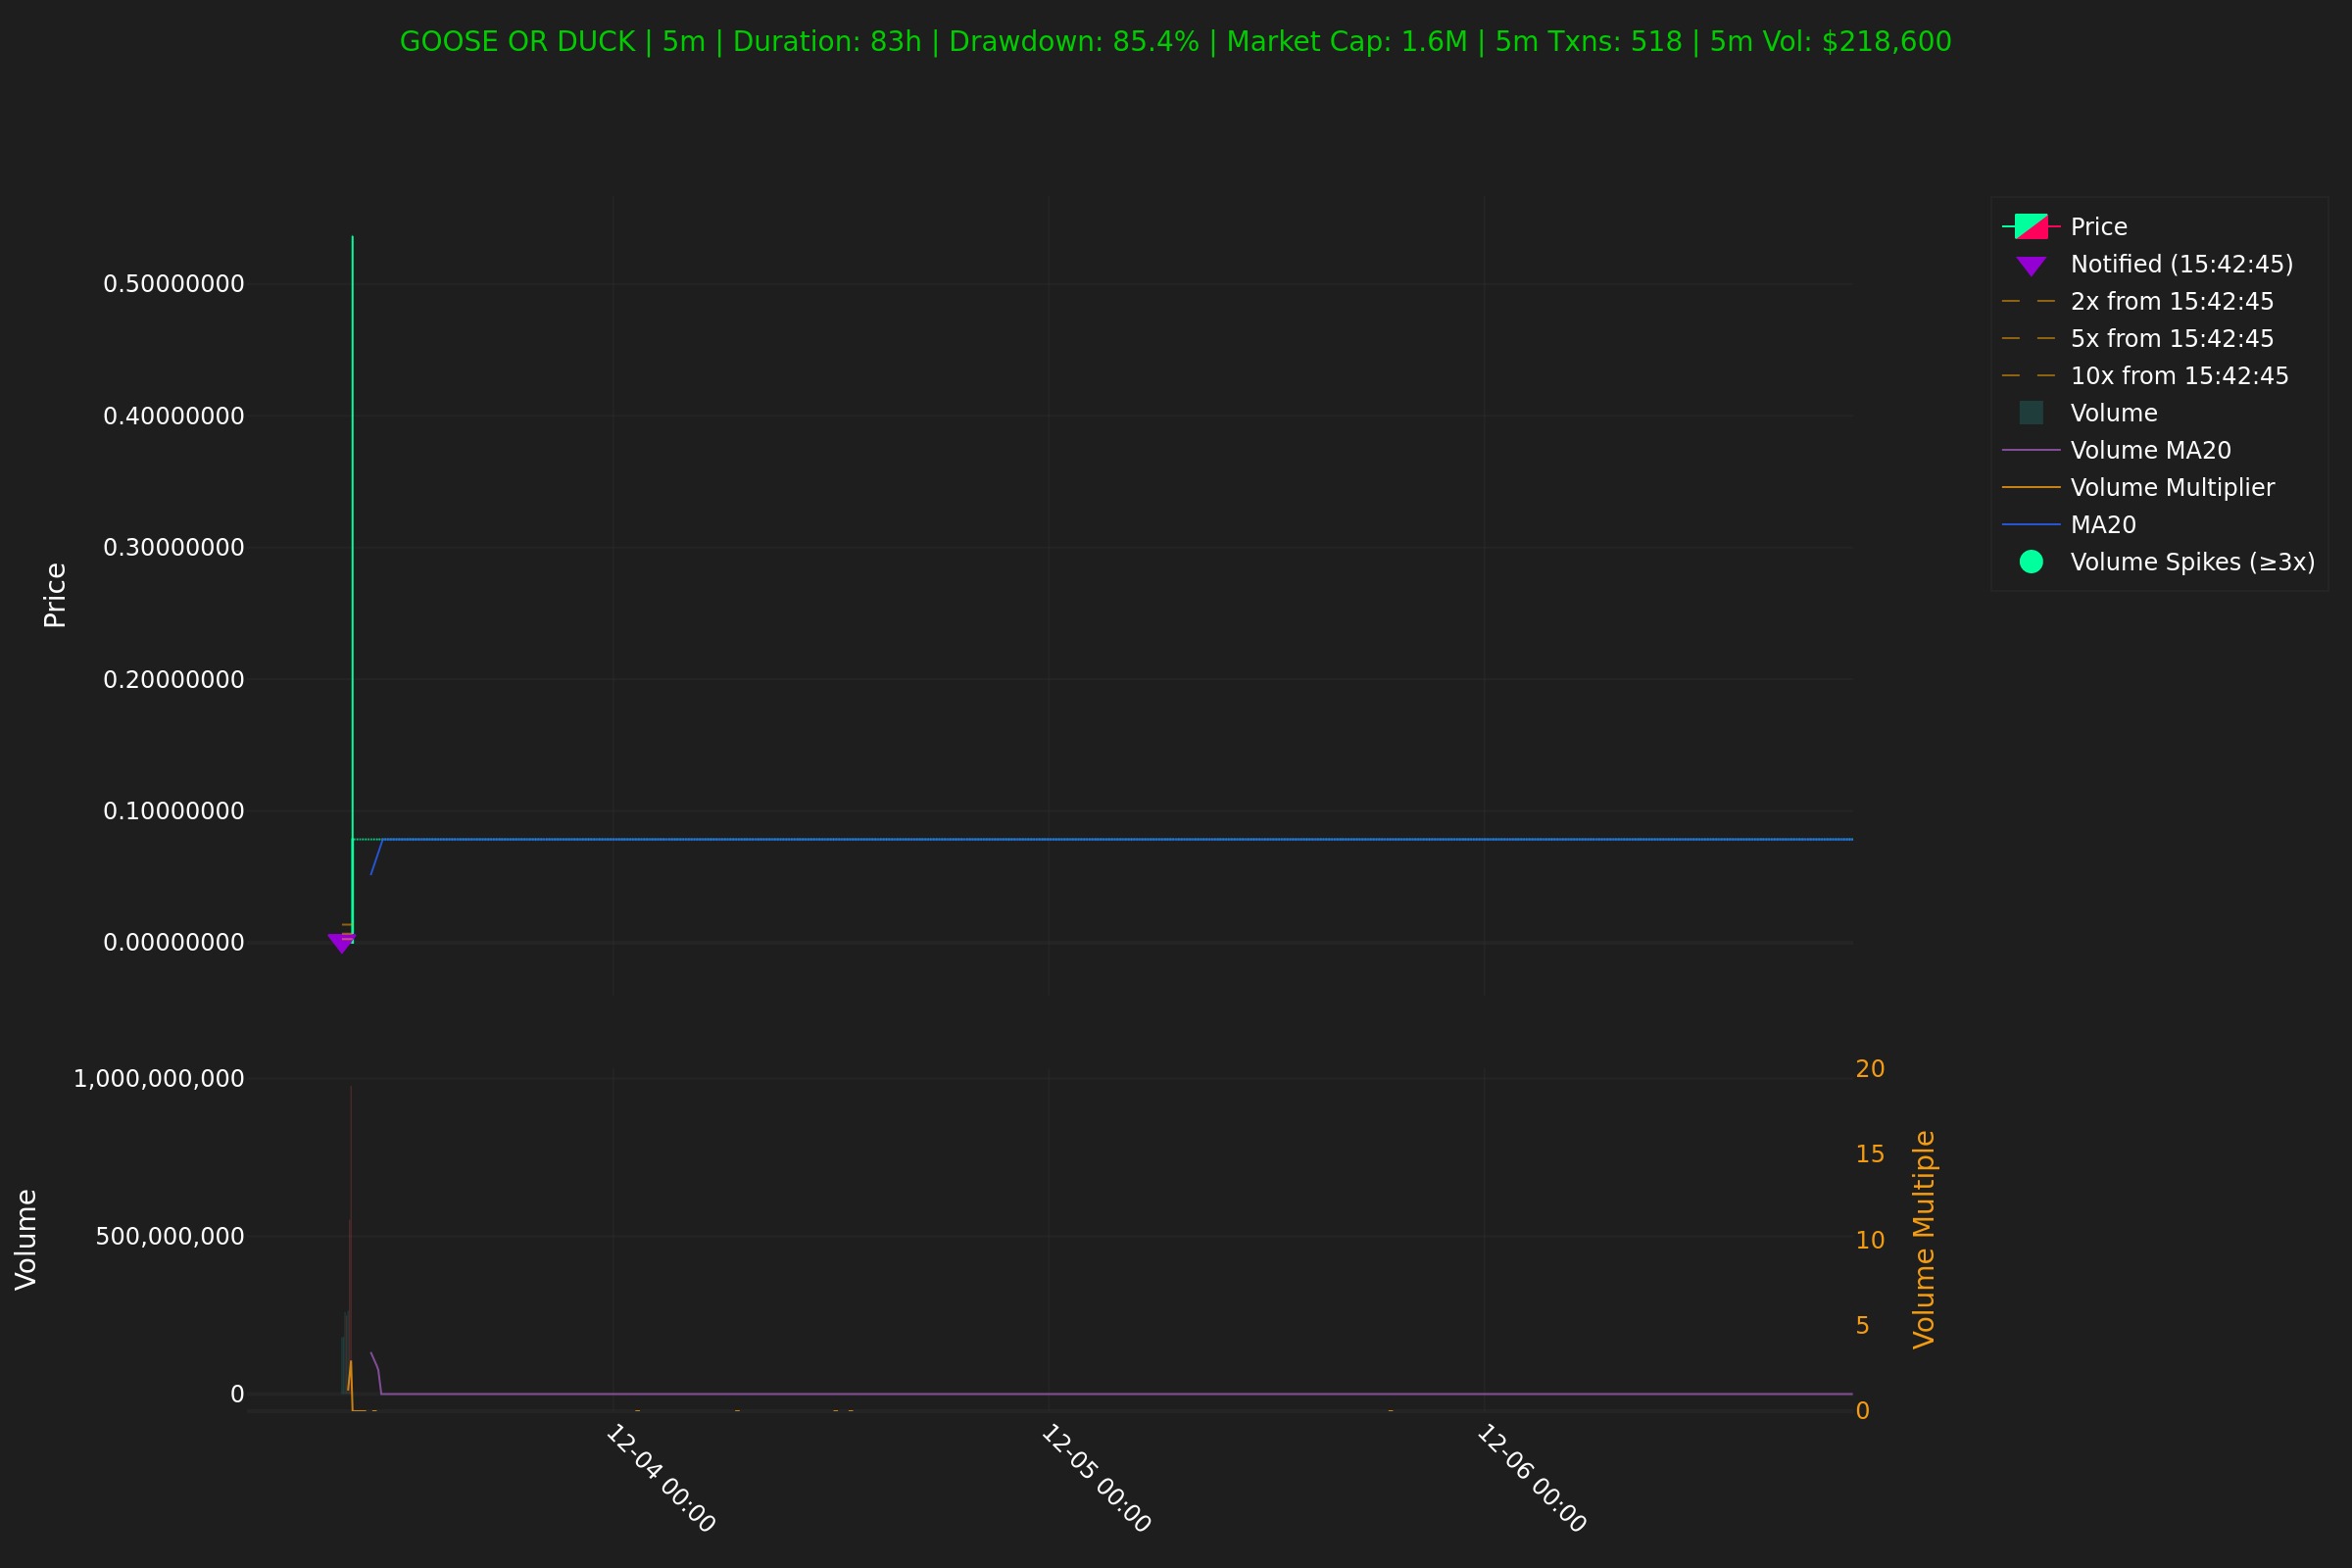 GOOSE OR DUCK | 5m | Duration: 83h | Drawdown: 85.4% | Market Cap: 1.6M | 5m Txns: 518 | 5m Vol: $218,600
Price
0.50000000
0.40000000
0.30000000
0.20000000
0.10000000
0.00000000
Price
Notified (15:42:45)
2x from 15:42:45
5x from 15:42:45
10x from 15:42:45
Volume
Volume MA20
Volume Multiplier
MA20
Volume Spikes (≥3x)
Volume
1,000,000,000
500,000,000
0
20
15
10
5
0
Volume Multiple
12-04 00:00
12-05 00:00
12-06 00:00